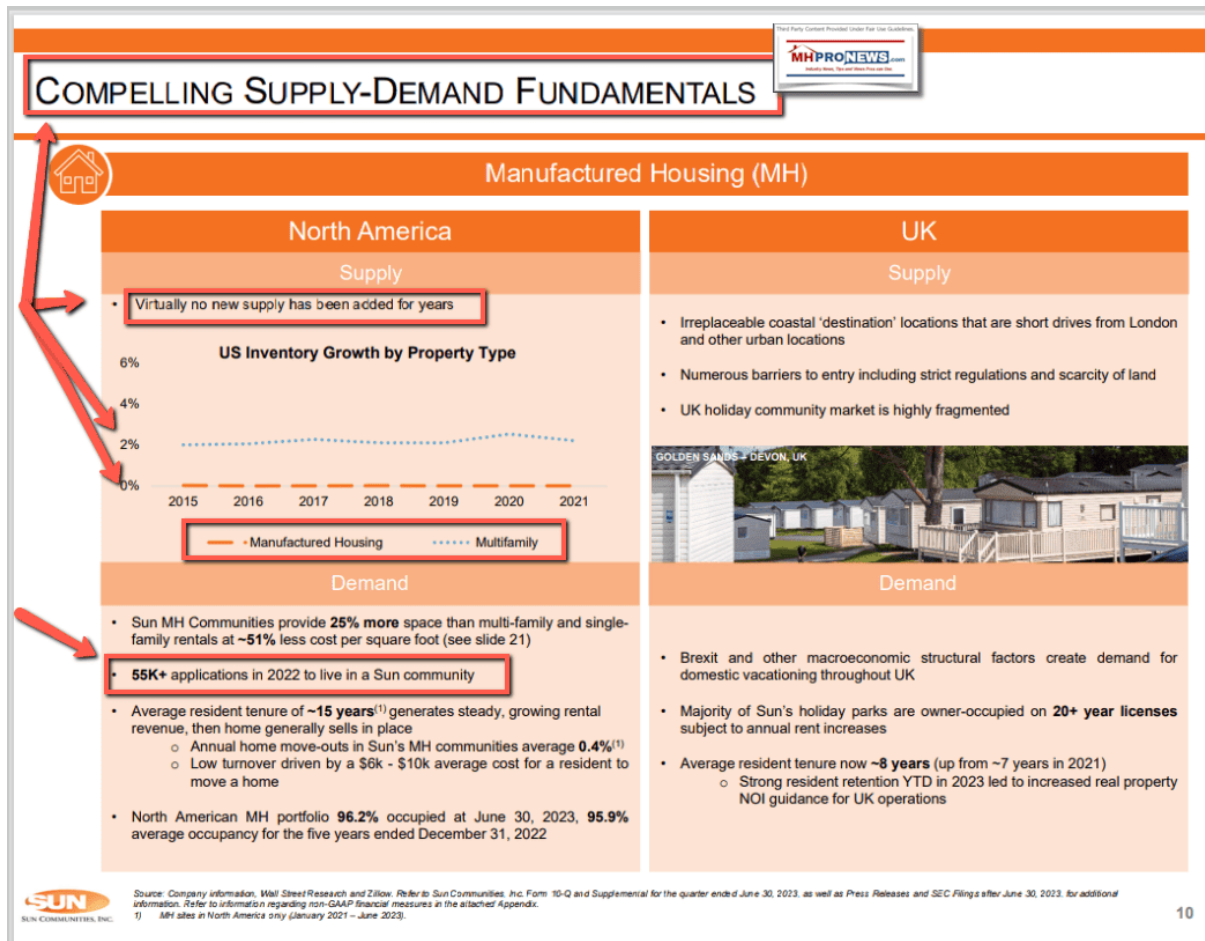 Third Party Content Provided Under Fair Use Guidelines.
MHPRONEWS.com
Industry News, Tips and Views Pros can Use
COMPELLING SUPPLY-DEMAND FUNDAMENTALS
Manufactured Housing (MH)
North America
Supply
• Virtually no new supply has been added for years
US Inventory Growth by Property Type
6%
4%
2%
0%
2015 2016 2017 2018 2019 2020 2021
Manufactured Housing Multifamily
Demand
• Sun MH Communities provide 25% more space than multi-family and single-
family rentals at ~51% less cost per square foot (see slide 21)
• 55K+ applications in 2022 to live in a Sun community
• Average resident tenure of ~15 years(1) generates steady, growing rental
revenue, then home generally sells in place
o Annual home move-outs in Sun's MH communities average 0.4%(1)
o Low turnover driven by a $6k - $10k average cost for a resident to
move a home
• North American MH portfolio 96.2% occupied at June 30, 2023, 95.9%
average occupancy for the five years ended December 31, 2022
UK
Supply
• Irreplaceable coastal 'destination' locations that are short drives from London
and other urban locations
• Numerous barriers to entry including strict regulations and scarcity of land
• UK holiday community market is highly fragmented
GOLDEN SANDS – DEVON, UK
Demand
• Brexit and other macroeconomic structural factors create demand for
domestic vacationing throughout UK
• Majority of Sun's holiday parks are owner-occupied on 20+ year licenses
subject to annual rent increases
• Average resident tenure now ~8 years (up from ~7 years in 2021)
o Strong resident retention YTD in 2023 led to increased real property
NOI guidance for UK operations
SUN
SUN COMMUNITIES, INC.
Source: Company information, Wall Street Research and Zillow. Refer to Sun Communities, Inc. Form 10-Q and Supplemental for the quarter ended June 30, 2023, as well as Press Releases and SEC Filings after June 30, 2023, for additional
information. Refer to information regarding non-GAAP financial measures in the attached Appendix.
1) MH sites in North America only (January 2021 – June 2023).
10